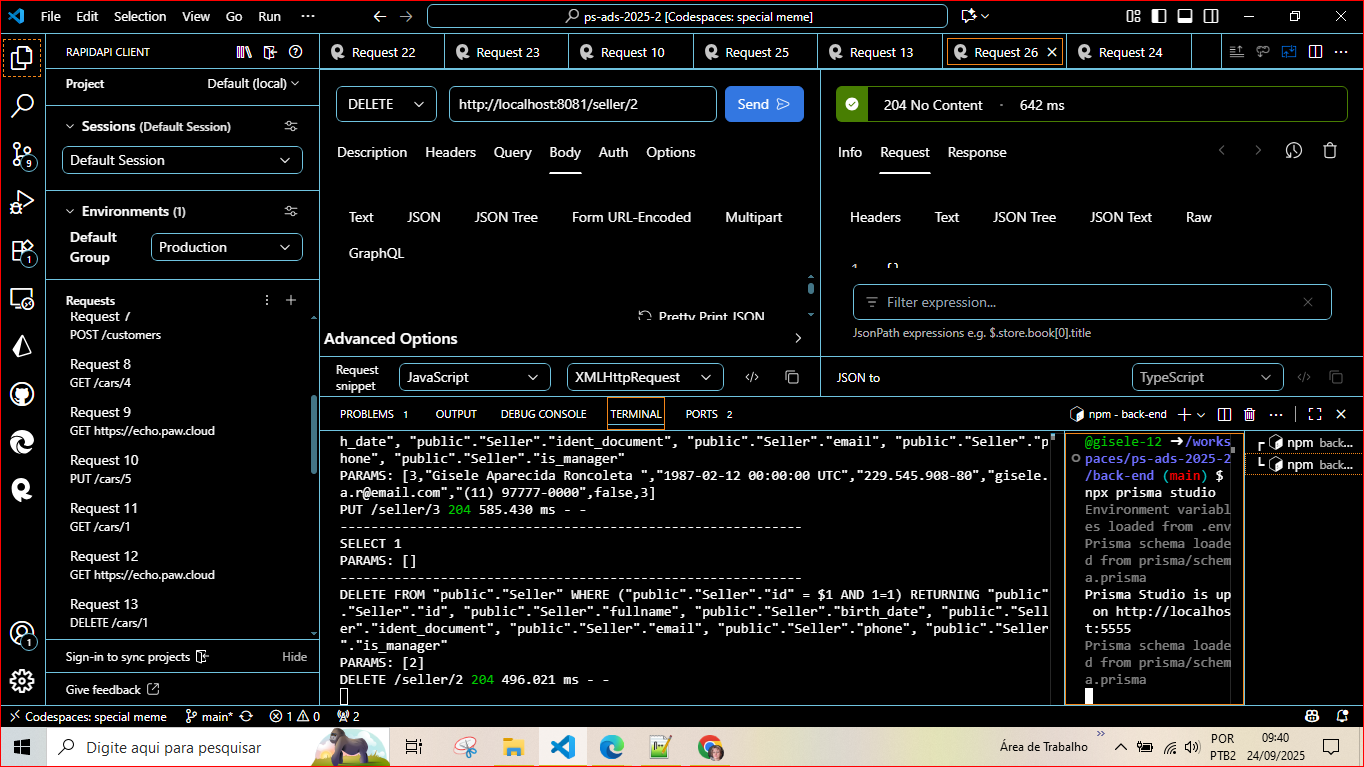 File Edit Selection View Go Run ···
ps-ads-2025-2 [Codespaces: special meme]
RAPIDAPI CLIENT
Project Default (local)
Sessions (Default Session)
Default Session
Environments (1)
Default Group
Production
Requests
Request 7
POST /customers
Request 8
GET /cars/4
Request 9
GET https://echo.paw.cloud
Request 10
PUT /cars/5
Request 11
GET /cars/1
Request 12
GET https://echo.paw.cloud
Request 13
DELETE /cars/1
Sign-in to sync projects Hide
Give feedback
9
1
1
Request 22 Request 23 Request 10 Request 25 Request 13 Request 26 Request 24
DELETE http://localhost:8081/seller/2 Send
Description Headers Query Body Auth Options
Text JSON JSON Tree Form URL-Encoded Multipart
GraphQL
Pretty Print JSON
Advanced Options
Request snippet JavaScript XMLHttpRequest
204 No Content · 642 ms
Info Request Response
Headers Text JSON Tree JSON Text Raw
1 {}
Filter expression...
JsonPath expressions e.g. $.store.book[0].title
JSON to TypeScript
PROBLEMS 1 OUTPUT DEBUG CONSOLE TERMINAL PORTS 2
npm - back-end
h_date", "public"."Seller"."ident_document", "public"."Seller"."email", "public"."Seller"."p
hone", "public"."Seller"."is_manager"
PARAMS: [3,"Gisele Aparecida Roncoleta ","1987-02-12 00:00:00 UTC","229.545.908-80","gisele.
a.r@email.com","(11) 97777-0000",false,3]
PUT /seller/3 204 585.430 ms - -
------------------------------------------------------------
SELECT 1
PARAMS: []
------------------------------------------------------------
DELETE FROM "public"."Seller" WHERE ("public"."Seller"."id" = $1 AND 1=1) RETURNING "public"
."Seller"."id", "public"."Seller"."fullname", "public"."Seller"."birth_date", "public"."Sell
er"."ident_document", "public"."Seller"."email", "public"."Seller"."phone", "public"."Seller
"."is_manager"
PARAMS: [2]
DELETE /seller/2 204 496.021 ms - -
@gisele-12 ➜/works
paces/ps-ads-2025-2
/back-end (main) $
npx prisma studio
Environment variabl
es loaded from .env
Prisma schema loade
d from prisma/schem
a.prisma
Prisma Studio is up
on http://localhos
t:5555
Prisma schema loade
d from prisma/schem
a.prisma
npm back...
npm back...
Codespaces: special meme main* 1 0 2
Digite aqui para pesquisar
Área de Trabalho
POR
PTB2
09:40
24/09/2025